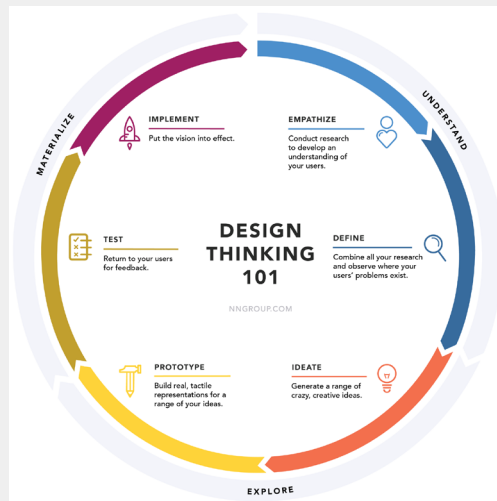 UNDERSTAND
EMPATHIZE
Conduct research
to develop an
understanding of
your users.
DEFINE
Combine all your research
and observe where your
users' problems exist.
EXPLORE
IDEATE
Generate a range of
crazy, creative ideas.
PROTOTYPE
Build real, tactile
representations for a
range of your ideas.
MATERIALIZE
TEST
Return to your users
for feedback.
IMPLEMENT
Put the vision into effect.
DESIGN
THINKING
101
NNGROUP.COM